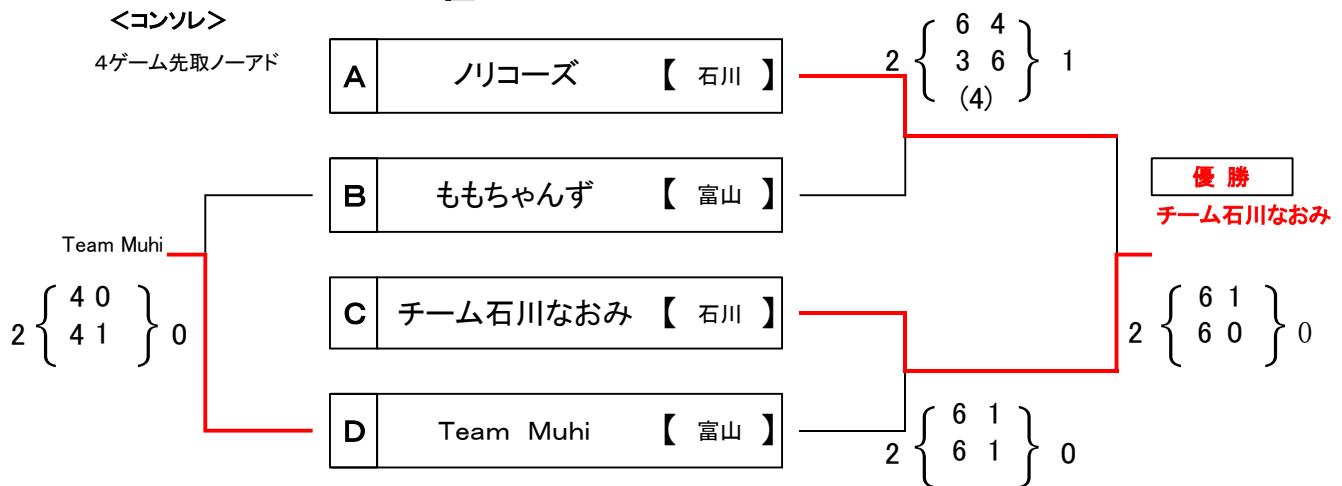 <コンソレ>
4ゲーム先取ノーアド
A ノリコーズ 【 石川 】
2 { 6 4 } 1
3 6
(4)
B ももちゃんず 【 富山 】
優 勝
チーム石川なおみ
Team Muhi
2 { 4 0 } 0
4 1
C チーム石川なおみ 【 石川 】
2 { 6 1 } 0
6 0
D Team Muhi 【 富山 】
2 { 6 1 } 0
6 1